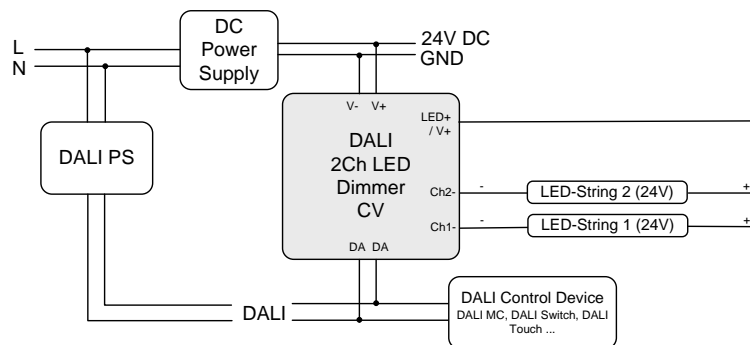 L
N
DC
Power
Supply
24V DC
GND
DALI PS
V- V+
LED+
/ V+
DALI
2Ch LED
Dimmer
CV
Ch2-
-
LED-String 2 (24V)
+
Ch1-
-
LED-String 1 (24V)
+
DA DA
DALI
DALI Control Device
DALI MC, DALI Switch, DALI
Touch ...